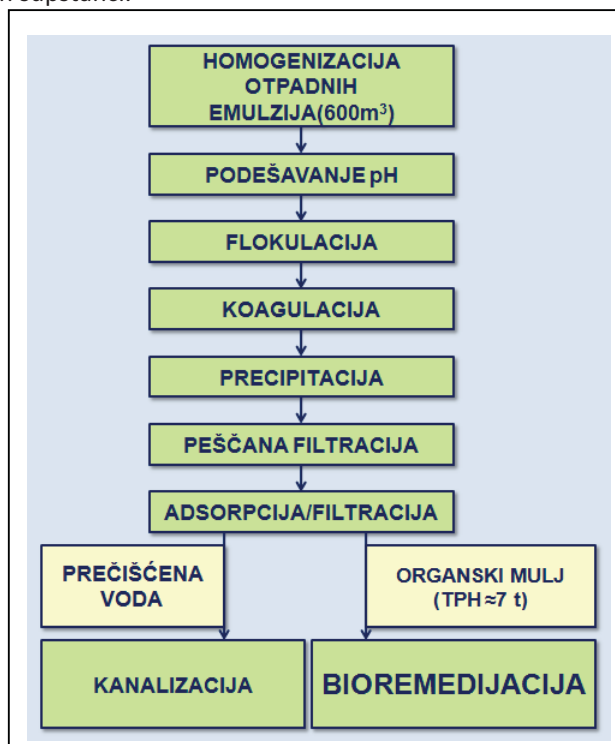 HOMOGENIZACIJA
OTPADNIH
EMULZIJA(600m³)
PODEŠAVANJE pH
FLOKULACIJA
KOAGULACIJA
PRECIPITACIJA
PEŠČANA FILTRACIJA
ADSORPCIJA/FILTRACIJA
PREČIŠĆENA
VODA
ORGANSKI MULJ
(TPH ≈7 t)
KANALIZACIJA
BIOREMEDIJACIJA